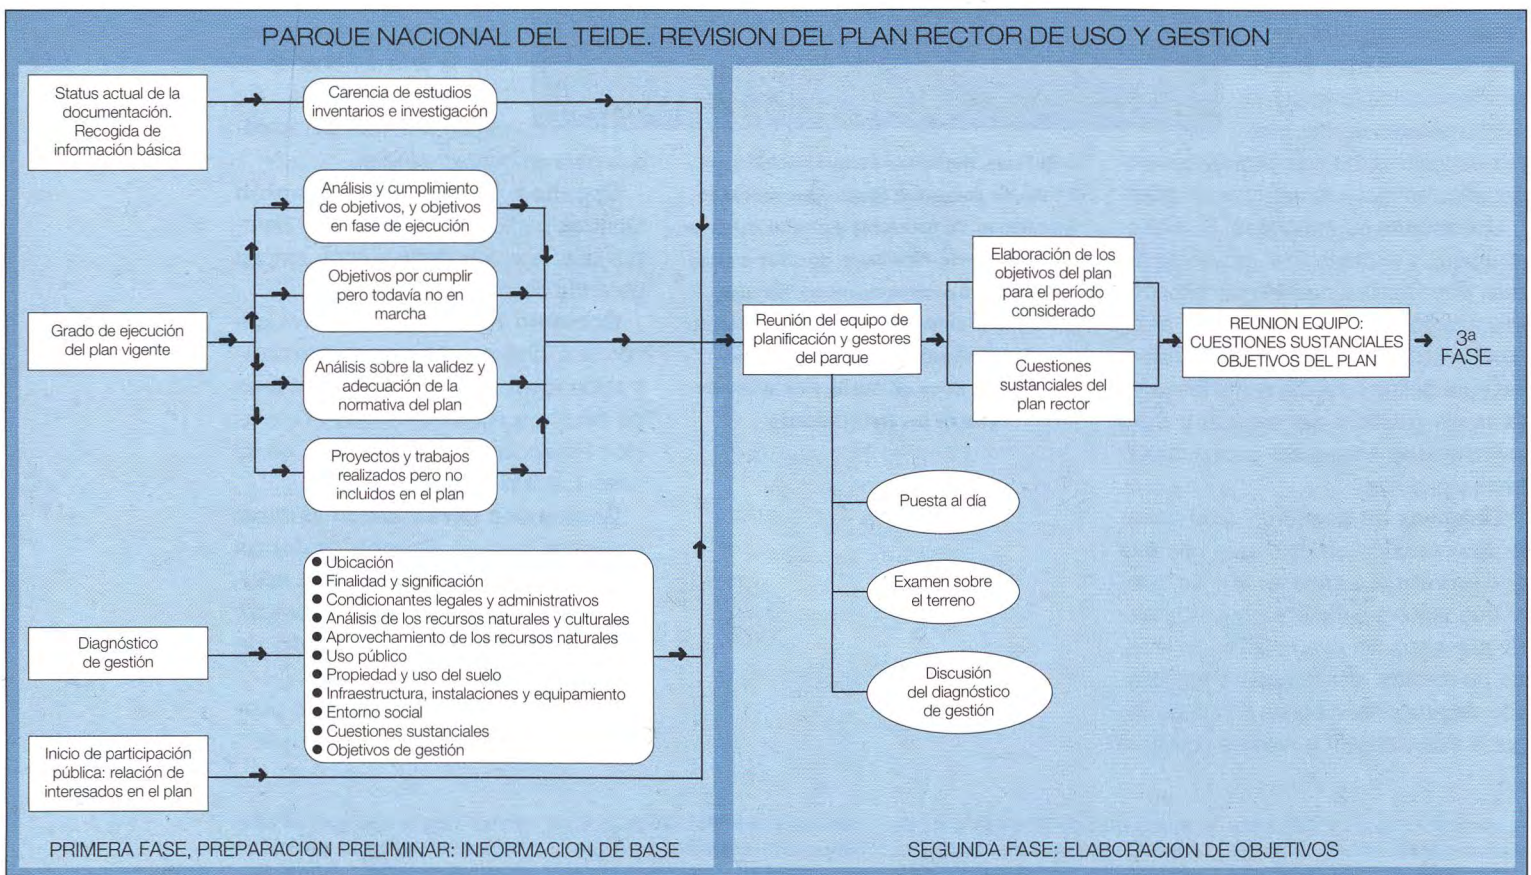 PARQUE NACIONAL DEL TEIDE. REVISION DEL PLAN RECTOR DE USO Y GESTION
Status actual de la
documentación.
Recogida de
información básica
Carencia de estudios
inventarios e investigación
Grado de ejecución
del plan vigente
Análisis y cumplimiento
de objetivos, y objetivos
en fase de ejecución
Objetivos por cumplir
pero todavía no en
marcha
Análisis sobre la validez y
adecuación de la
normativa del plan
Proyectos y trabajos
realizados pero no
incluidos en el plan
Diagnóstico
de gestión
● Ubicación
● Finalidad y significación
● Condicionantes legales y administrativos
● Análisis de los recursos naturales y culturales
● Aprovechamiento de los recursos naturales
● Uso público
● Propiedad y uso del suelo
● Infraestructura, instalaciones y equipamiento
● Entorno social
● Cuestiones sustanciales
● Objetivos de gestión
Inicio de participación
pública: relación de
interesados en el plan
PRIMERA FASE, PREPARACION PRELIMINAR: INFORMACION DE BASE
Reunión del equipo de
planificación y gestores
del parque
Elaboración de los
objetivos del plan
para el período
considerado
Cuestiones
sustanciales del
plan rector
REUNION EQUIPO:
CUESTIONES SUSTANCIALES
OBJETIVOS DEL PLAN
3ª
FASE
Puesta al día
Examen sobre
el terreno
Discusión
del diagnóstico
de gestión
SEGUNDA FASE: ELABORACION DE OBJETIVOS